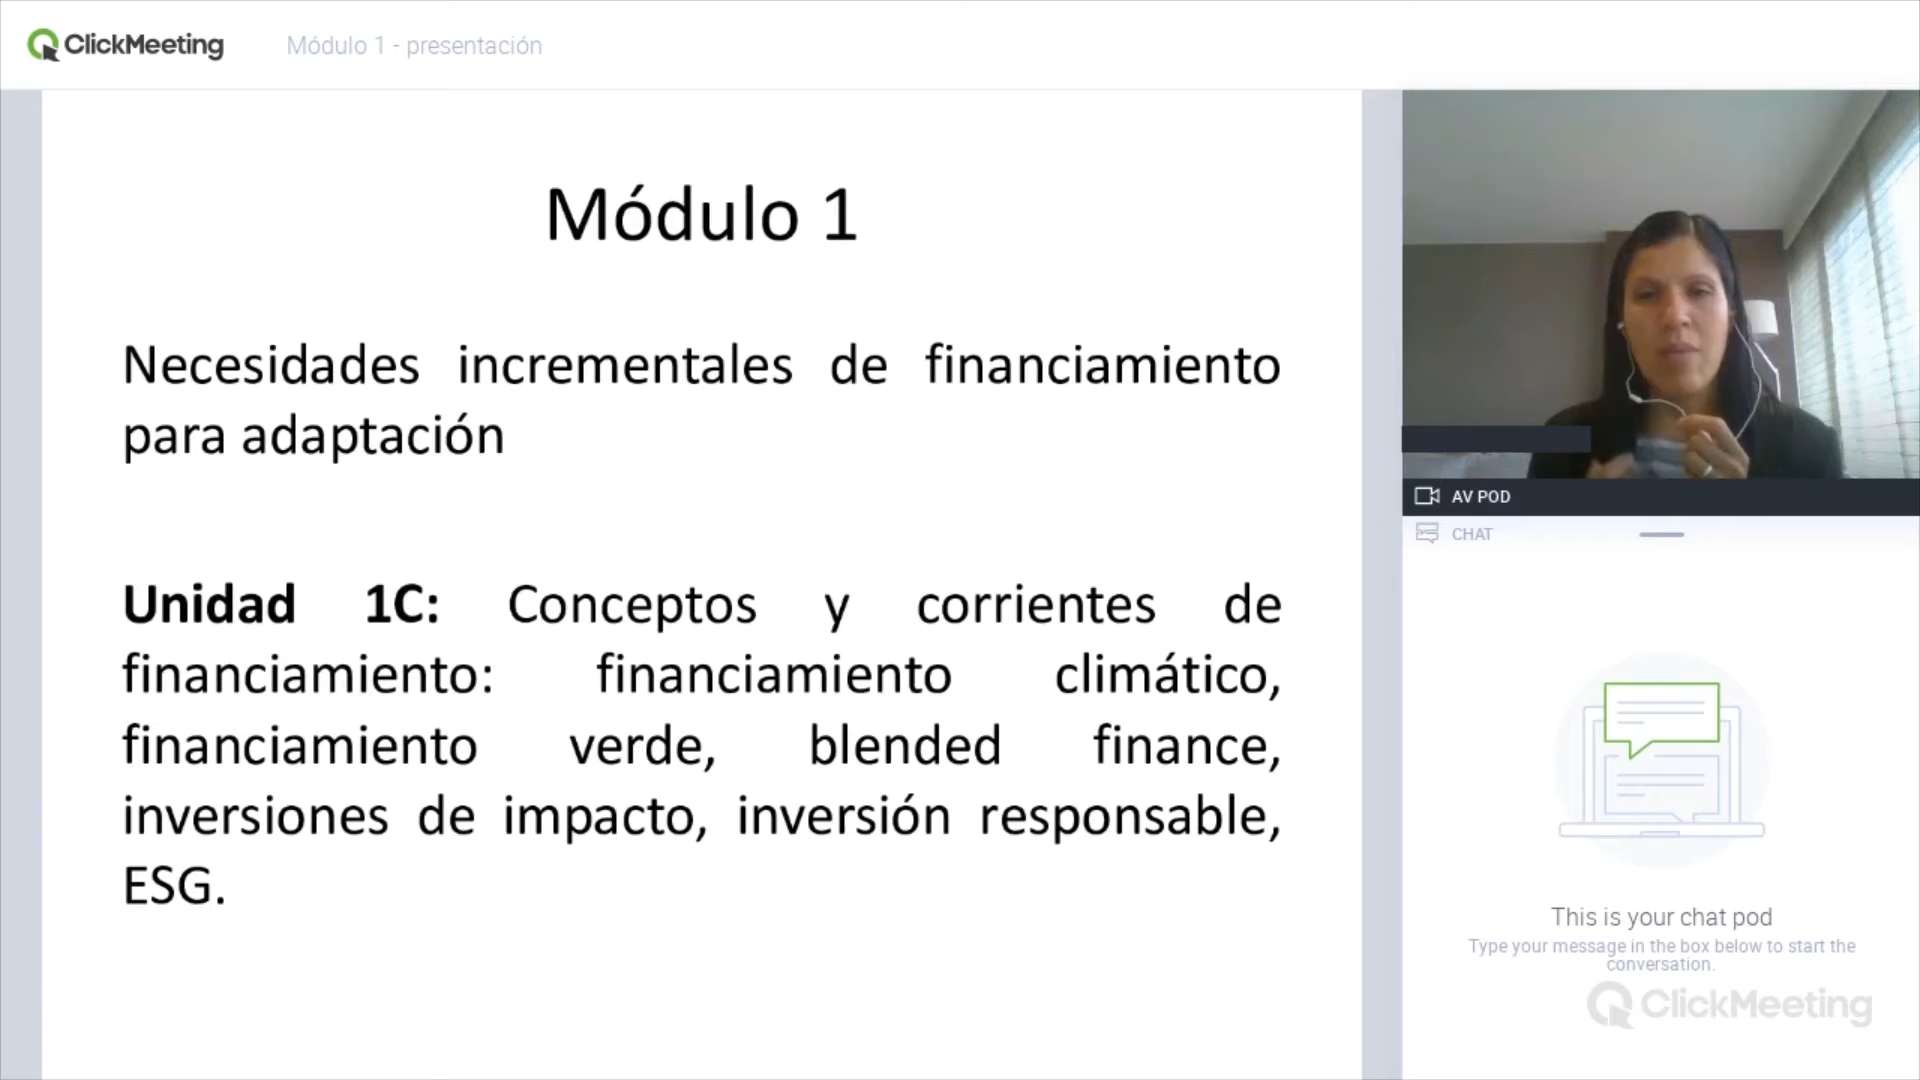 ClickMeeting
Módulo 1 - presentación
Módulo 1
Necesidades incrementales de financiamiento
para adaptación
Unidad 1C: Conceptos y corrientes de
financiamiento: financiamiento climático,
financiamiento verde, blended finance,
inversiones de impacto, inversión responsable,
ESG.
AV POD
CHAT
This is your chat pod
Type your message in the box below to start the
conversation.
ClickMeeting